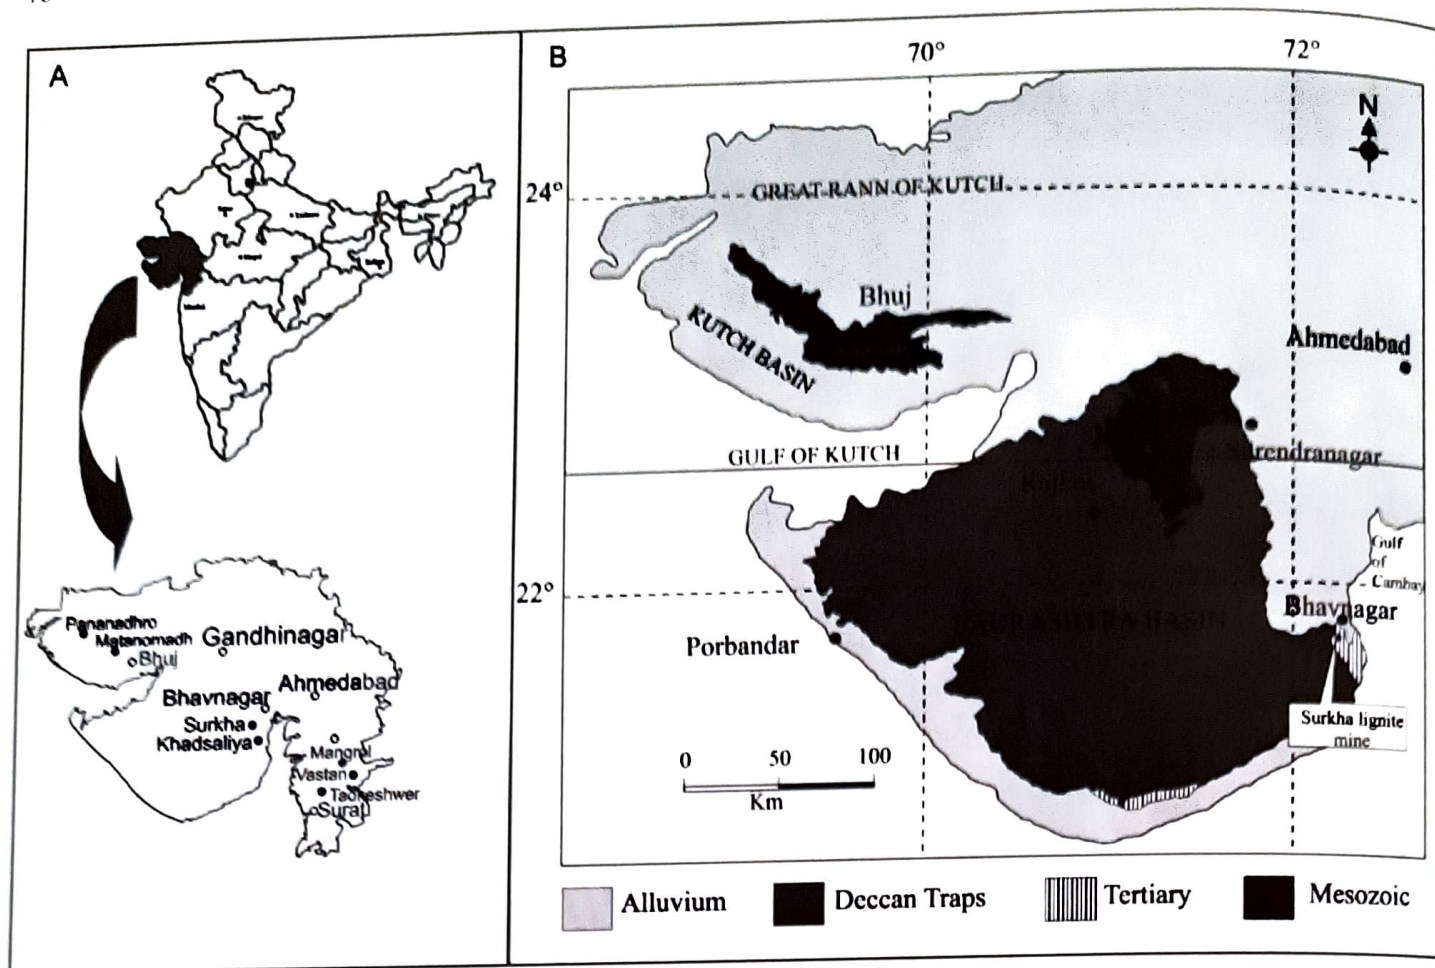 A
Pananadhro
Matanomadh
Bhuj
Gandhinagar
Bhavnagar
Ahmedabad
Surkha
Khadsaliya
Mangrol
Vastan
Tadkeshwer
Surat
B
70°
72°
N
24°
GREAT RANN OF KUTCH
Bhuj
KUTCH BASIN
Ahmedabad
GULF OF KUTCH
Surendranagar
Rajkot
Gulf
of
Cambay
22°
Bhavnagar
SAURASHTRA BASIN
Porbandar
Surkha lignite
mine
0
50
100
Km
Alluvium
Deccan Traps
Tertiary
Mesozoic